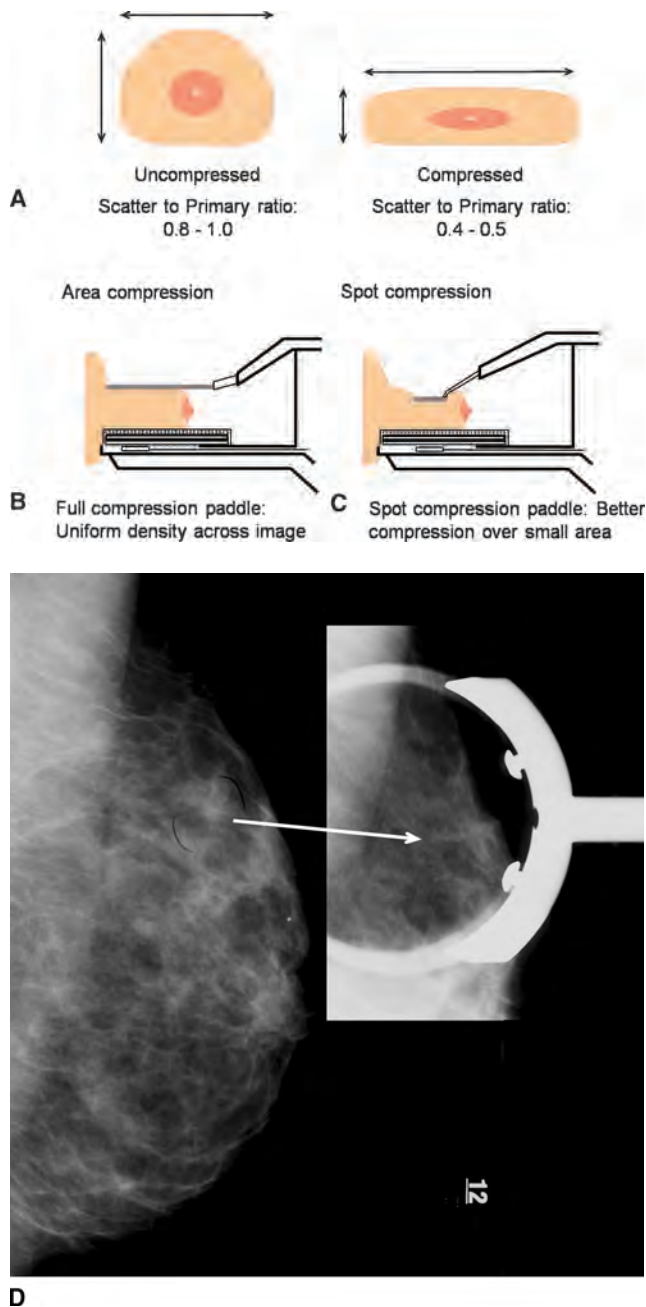 Uncompressed
Compressed
A
Scatter to Primary ratio:
0.8 - 1.0
Scatter to Primary ratio:
0.4 - 0.5
Area compression
Spot compression
B
Full compression paddle:
Uniform density across image
C
Spot compression paddle: Better
compression over small area
12
D